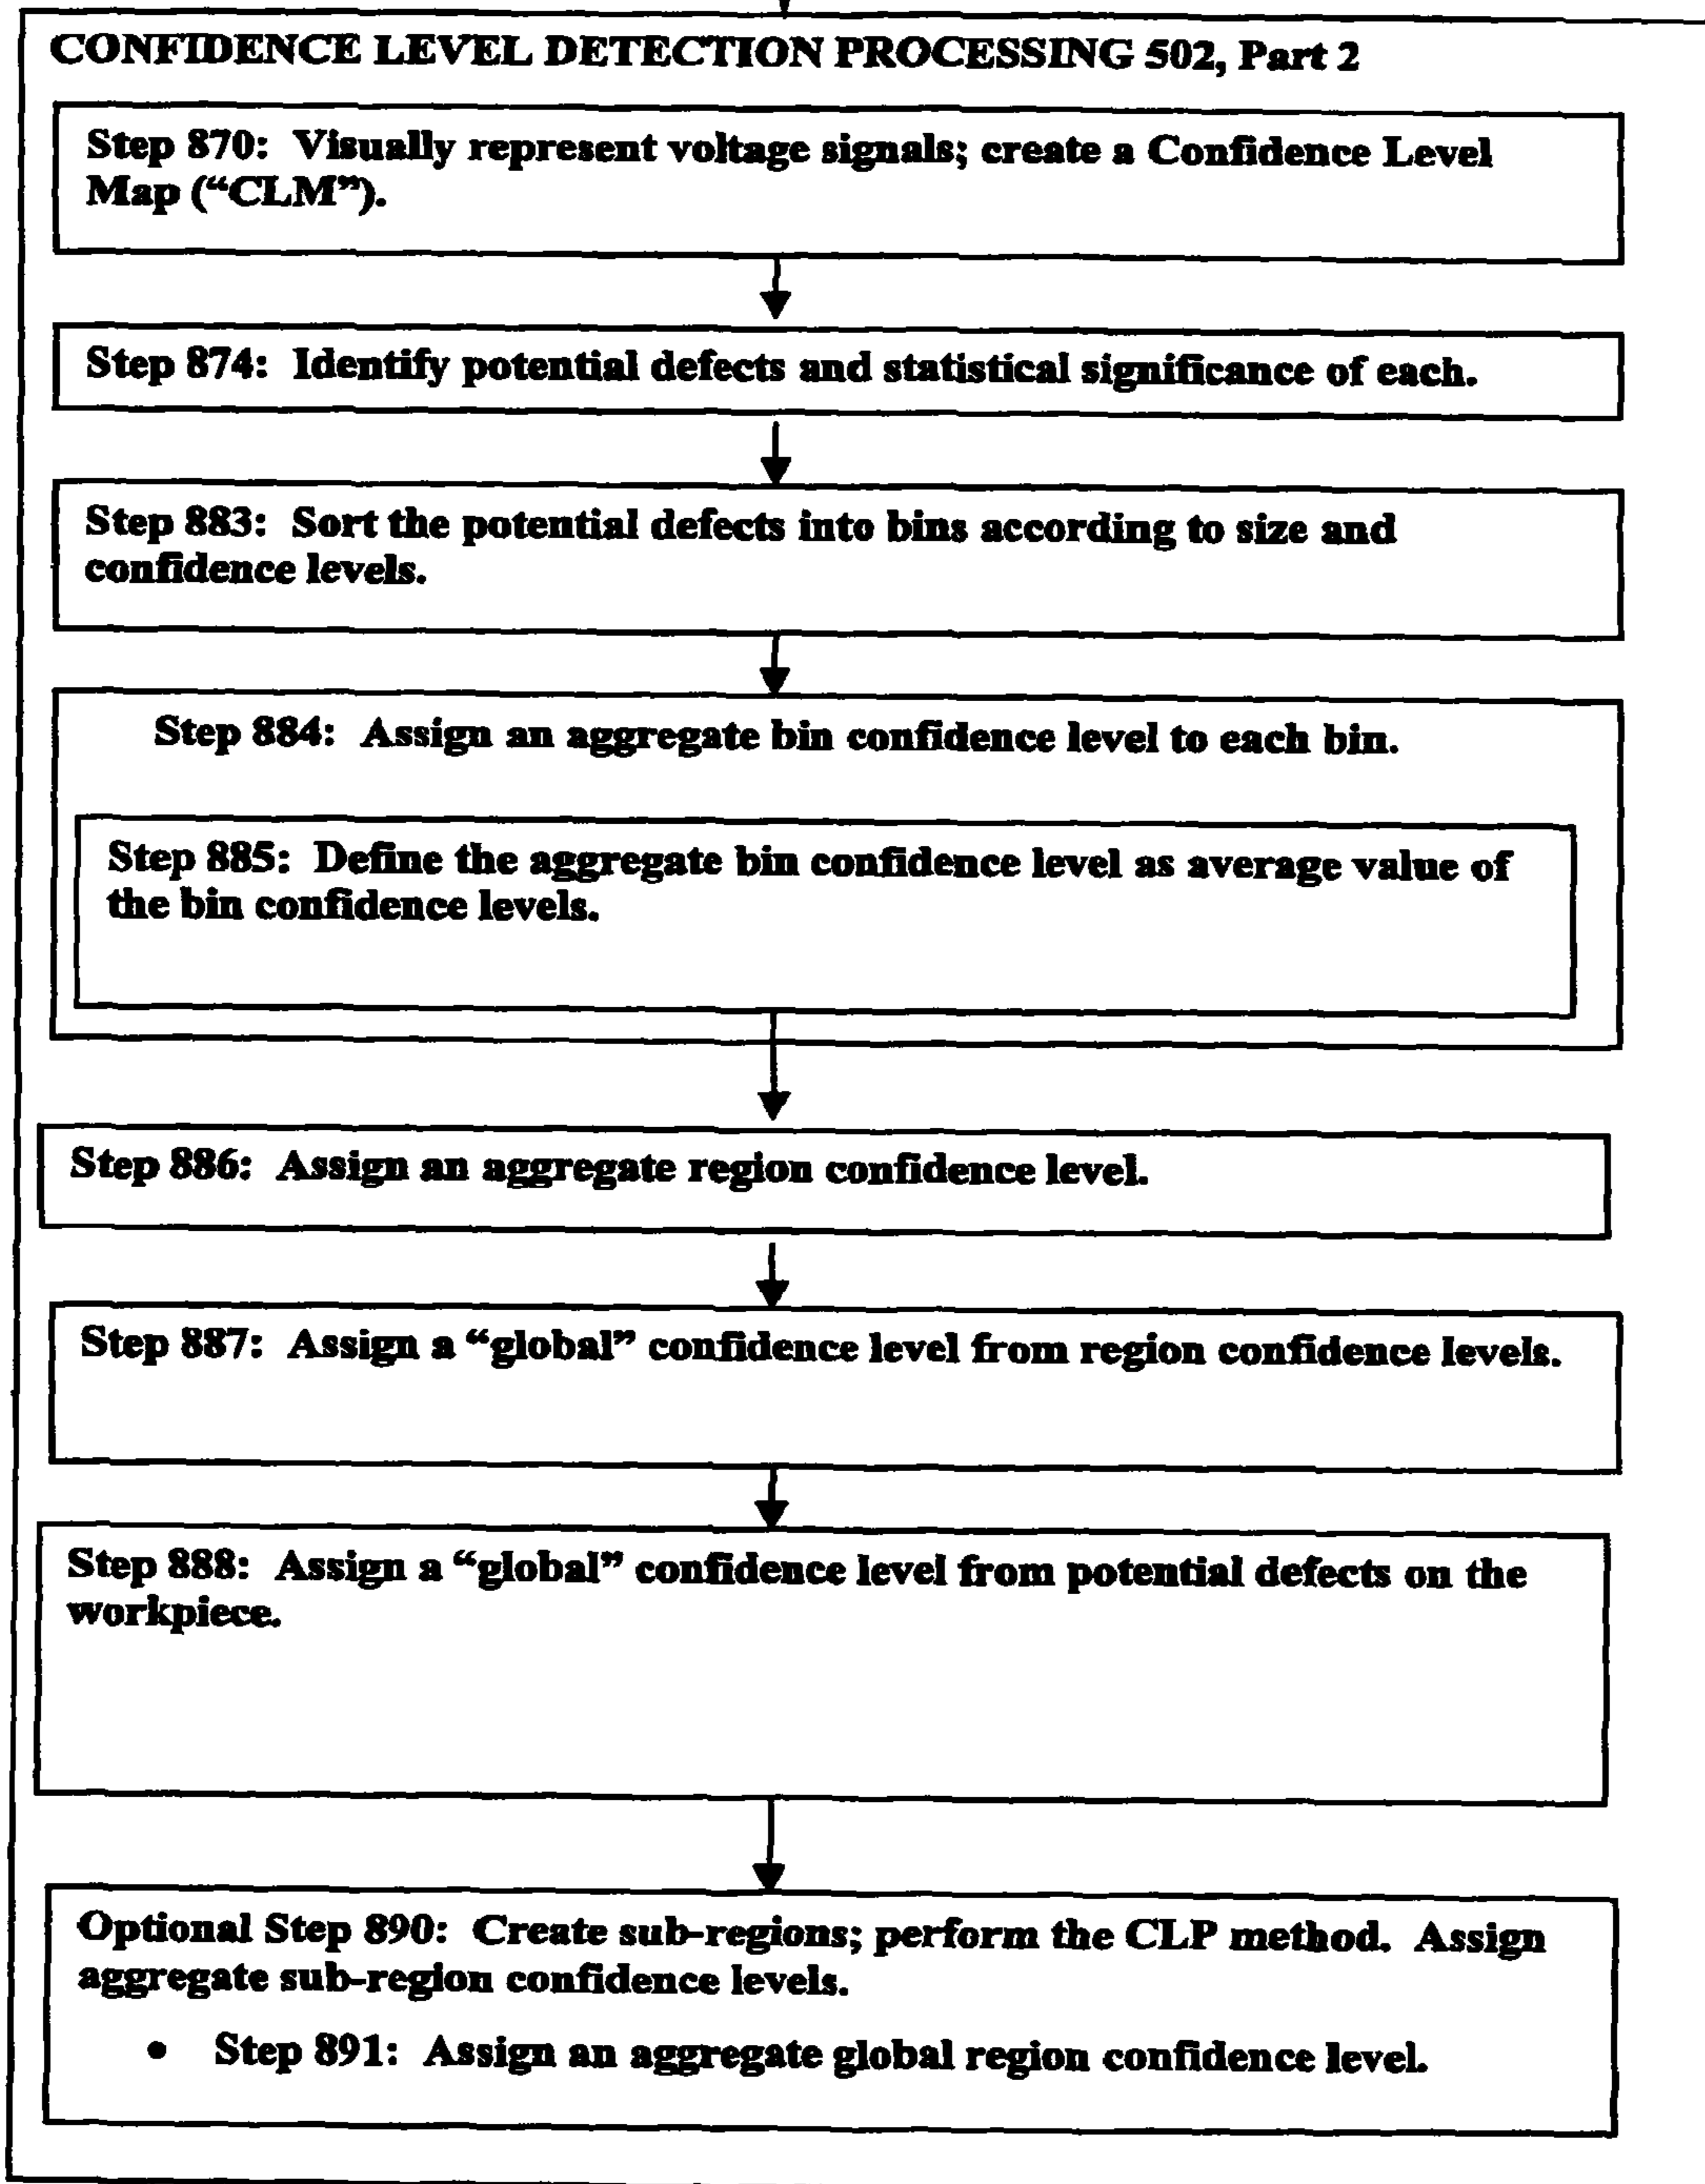 CONFIDENCE LEVEL DETECTION PROCESSING 502, Part 2
Step 870: Visually represent voltage signals; create a Confidence Level
Map (“CLM”).
Step 874: Identify potential defects and statistical significance of each.
Step 883: Sort the potential defects into bins according to size and
confidence levels.
Step 884: Assign an aggregate bin confidence level to each bin.
Step 885: Define the aggregate bin confidence level as average value of
the bin confidence levels.
Step 886: Assign an aggregate region confidence level.
Step 887: Assign a “global” confidence level from region confidence levels.
Step 888: Assign a “global” confidence level from potential defects on the
workpiece.
Optional Step 890: Create sub-regions; perform the CLP method. Assign
aggregate sub-region confidence levels.
• Step 891: Assign an aggregate global region confidence level.